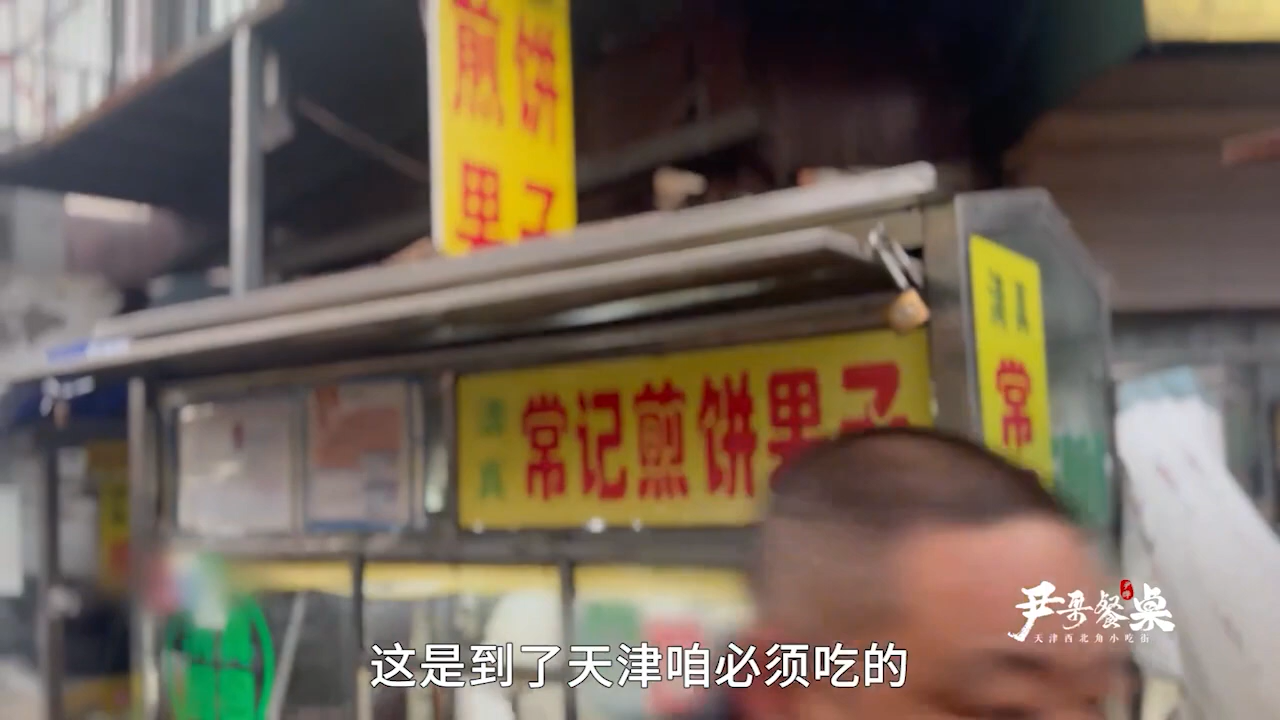 煎饼
果子
清真
常
清真
常记煎饼果子
尹哥餐桌
天津西北角小吃街
这是到了天津咱必须吃的